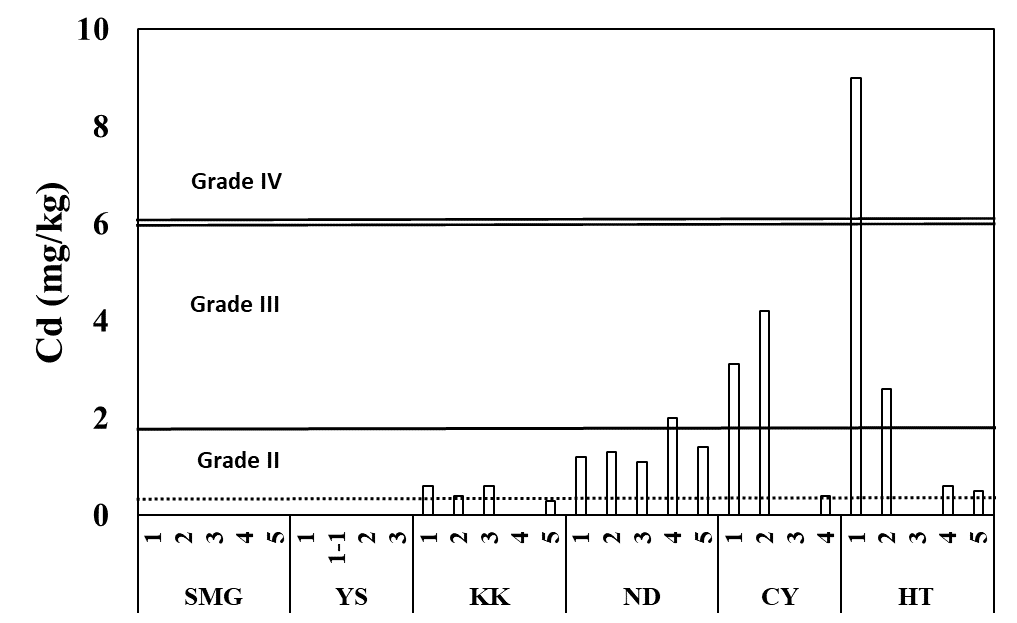 10
8
6
4
2
0
Cd (mg/kg)
Grade IV
Grade III
Grade II
1 2 3 4 5 1 1-1 2 3 1 2 3 4 5 1 2 3 4 5 1 2 3 4 1 2 3 4 5
SMG YS KK ND CY HT